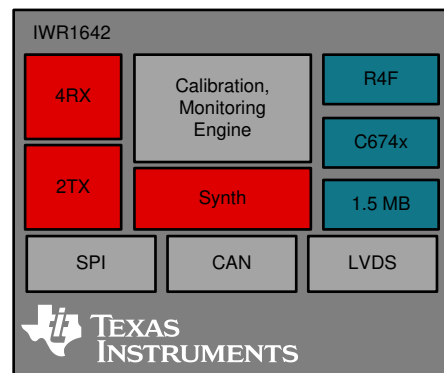 IWR1642
4RX
Calibration,
Monitoring
Engine
R4F
C674x
2TX
Synth
1.5 MB
SPI
CAN
LVDS
TEXAS
INSTRUMENTS